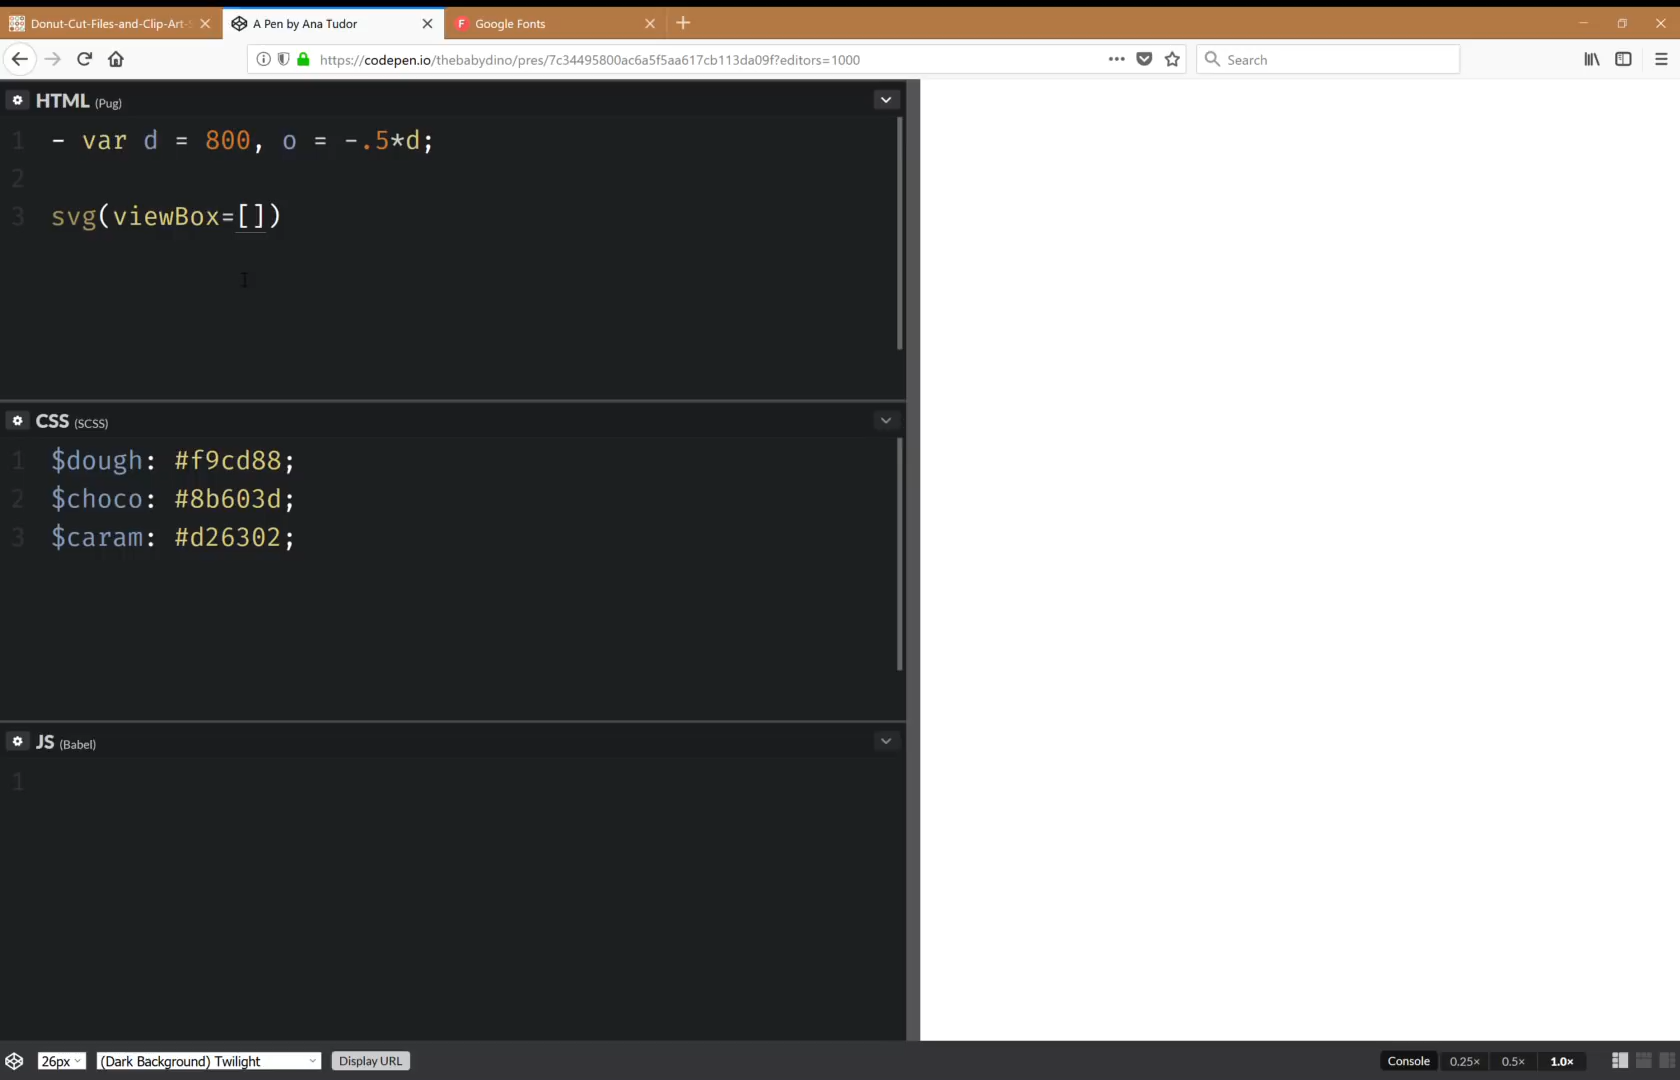 Donut-Cut-Files-and-Clip-Art-
A Pen by Ana Tudor
F Google Fonts
https://codepen.io/thebabydino/pres/7c34495800ac6a5f5aa617cb113da09f?editors=1000
Search
HTML (Pug)
1 - var d = 800, o = -.5*d;
2
3 svg(viewBox=[])
CSS (SCSS)
1 $dough: #f9cd88;
2 $choco: #8b603d;
3 $caram: #d26302;
JS (Babel)
1
26px (Dark Background) Twilight Display URL Console 0.25× 0.5× 1.0×